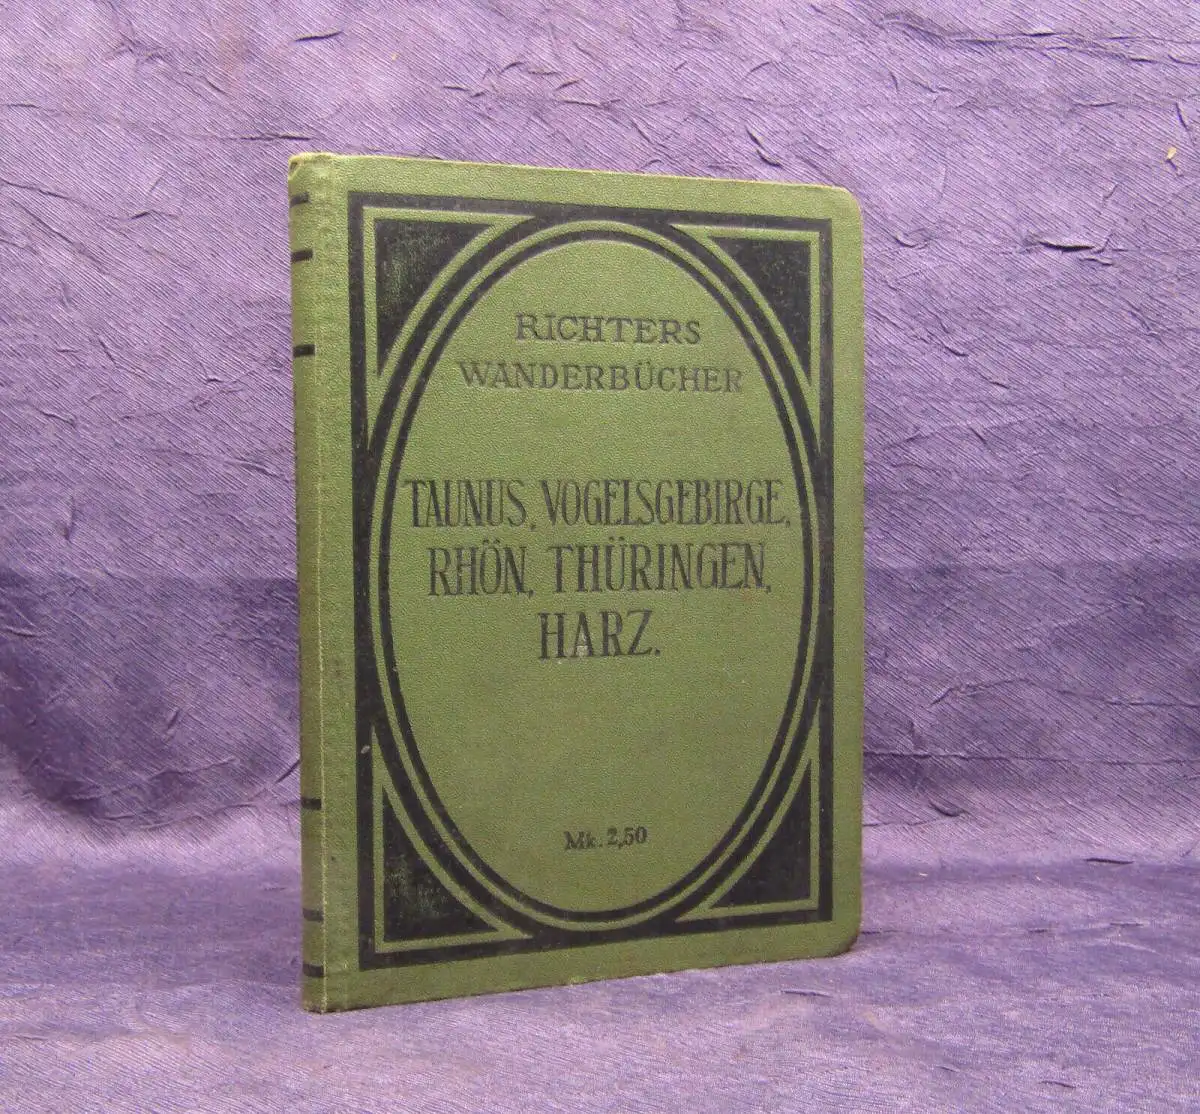 RICHTERS
WANDERBÜCHER
TAUNUS, VOGELSGEBIRGE,
RHÖN, THÜRINGEN,
HARZ.
Mk. 2,50